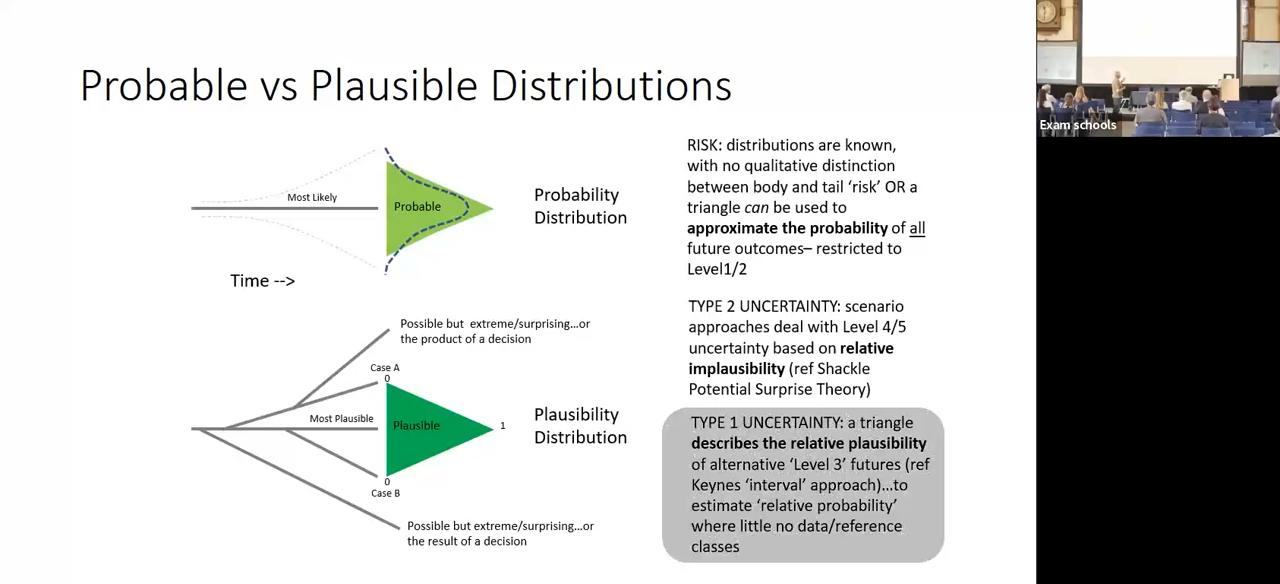 Probable vs Plausible Distributions
Most Likely
Probable
Probability
Distribution
Time -->
RISK: distributions are known,
with no qualitative distinction
between body and tail ‘risk’ OR a
triangle can be used to
approximate the probability of all
future outcomes– restricted to
Level1/2
Possible but extreme/surprising...or
the product of a decision
Case A
0
Most Plausible
Plausible
1
0
Case B
Plausibility
Distribution
Possible but extreme/surprising...or
the result of a decision
TYPE 2 UNCERTAINTY: scenario
approaches deal with Level 4/5
uncertainty based on relative
implausibility (ref Shackle
Potential Surprise Theory)
TYPE 1 UNCERTAINTY: a triangle
describes the relative plausibility
of alternative ‘Level 3’ futures (ref
Keynes ‘interval’ approach)...to
estimate ‘relative probability’
where little no data/reference
classes
Exam schools